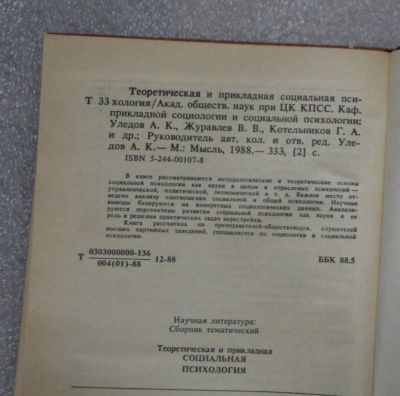 Теоретическая и прикладная социальная пси-
Т 33 хология/Акад. обществ. наук при ЦК КПСС. Каф.
прикладной социологии и социальной психологии;
Уледов А. К., Журавлев В. В., Котельников Г. А.
и др.; Руководитель авт. кол. и отв. ред. Уле-
дов А. К.— М.: Мысль, 1988.— 333, [2] с.
ISBN 5-244-00107-8
В книге рассматриваются методологические и теоретические основы
социальной психологии как науки в целом и отраслевых психологий —
управленческой, политической, экономической и т. д. Важное место от-
ведено анализу соотношения социальной и общей психологии. Научные
выводы базируются на конкретных социологических данных. Анализи-
руются перспективы развития социальной психологии как науки и ее
роль в решении практических задач перестройки.
Книга рассчитана на преподавателей-обществоведов, слушателей
высших партийных заведений, специалистов по социологии и социальной
психологии.
Т 0303000000-136
004(01)-88 12-88 ББК 88.5
Научная литература:
Сборник тематический
Теоретическая и прикладная
СОЦИАЛЬНАЯ
ПСИХОЛОГИЯ